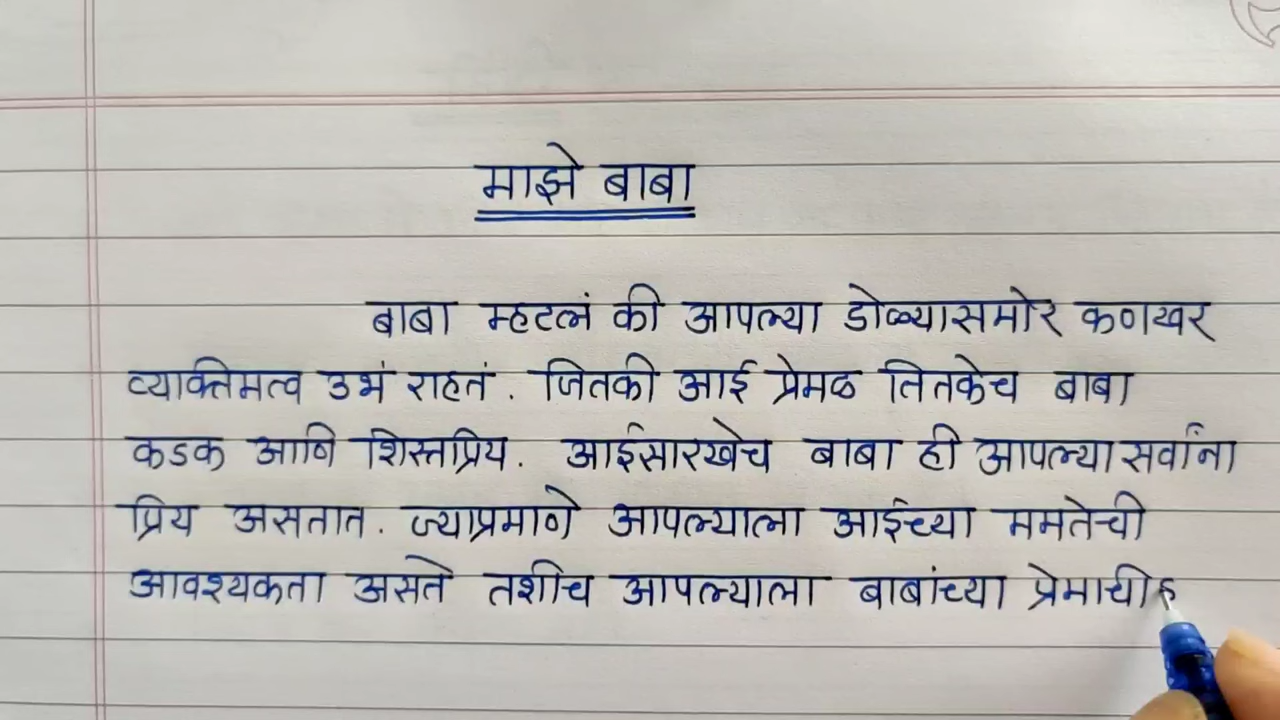 माझे बाबा
बाबा म्हटलं की आपल्या डोळ्यासमोर कणखर
व्यक्तिमत्व उभं राहतं. जितकी आई प्रेमळ तितकेच बाबा
कडक आणि शिस्तप्रिय. आईसारखेच बाबा ही आपल्या सर्वांना
प्रिय असतात. ज्याप्रमाणे आपल्याला आईच्या ममतेची
आवश्यकता असते तशीच आपल्याला बाबांच्या प्रेमाची